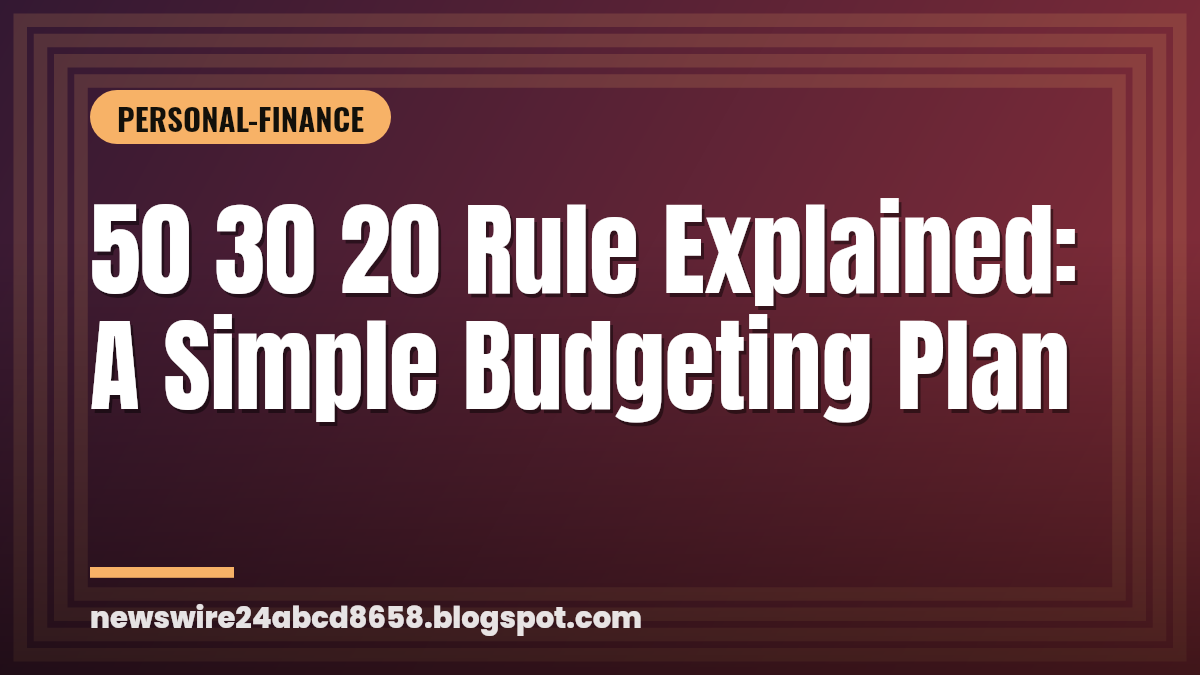 PERSONAL-FINANCE
50 30 20 Rule Explained:
A Simple Budgeting Plan
newswire24abcd8658.blogspot.com